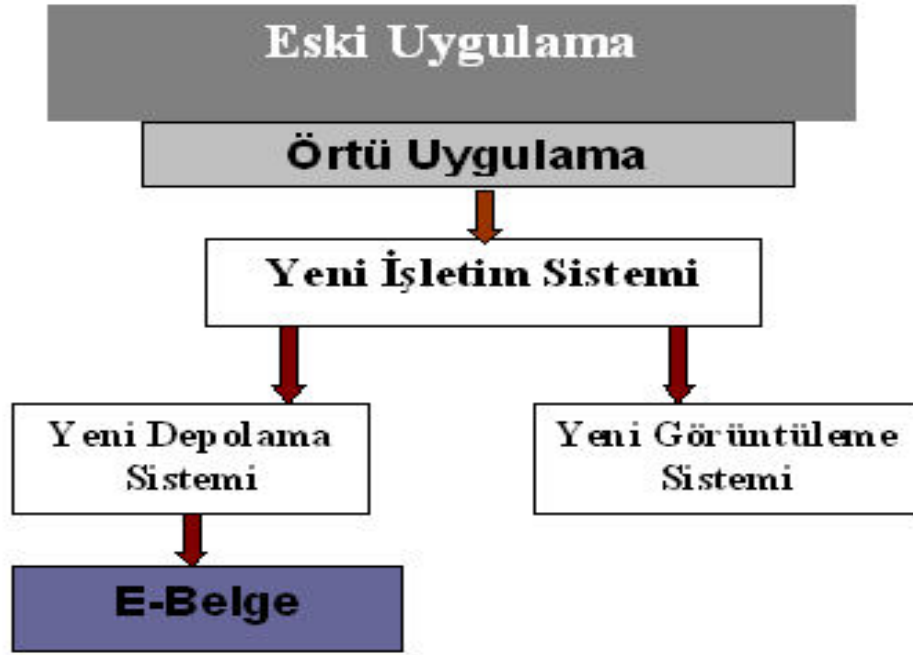 Eski Uygulama
Örtü Uygulama
Yeni İşletim Sistemi
Yeni Depolama
Sistemi
Yeni Görüntüleme
Sistemi
E-Belge